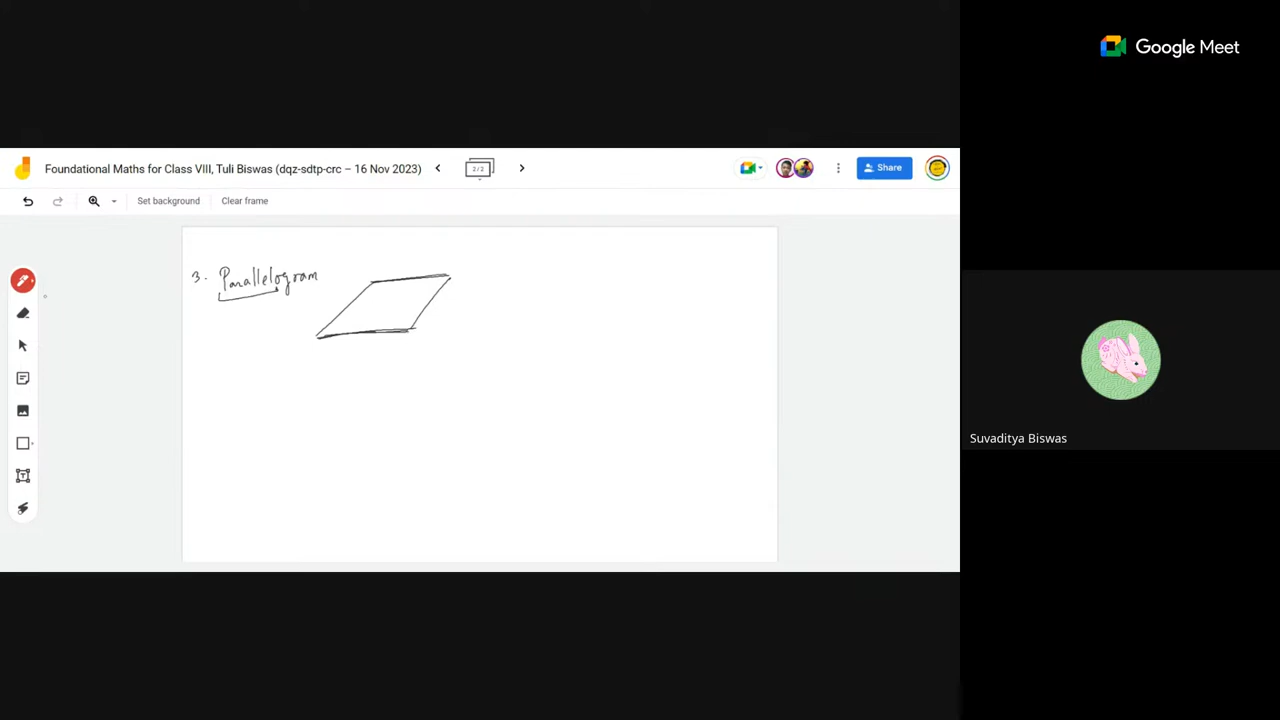 Google Meet
Foundational Maths for Class VIII, Tuli Biswas (dqz-sdtp-crc – 16 Nov 2023)
2/2
Share
Set background
Clear frame
3. Parallelogram
Suvaditya Biswas